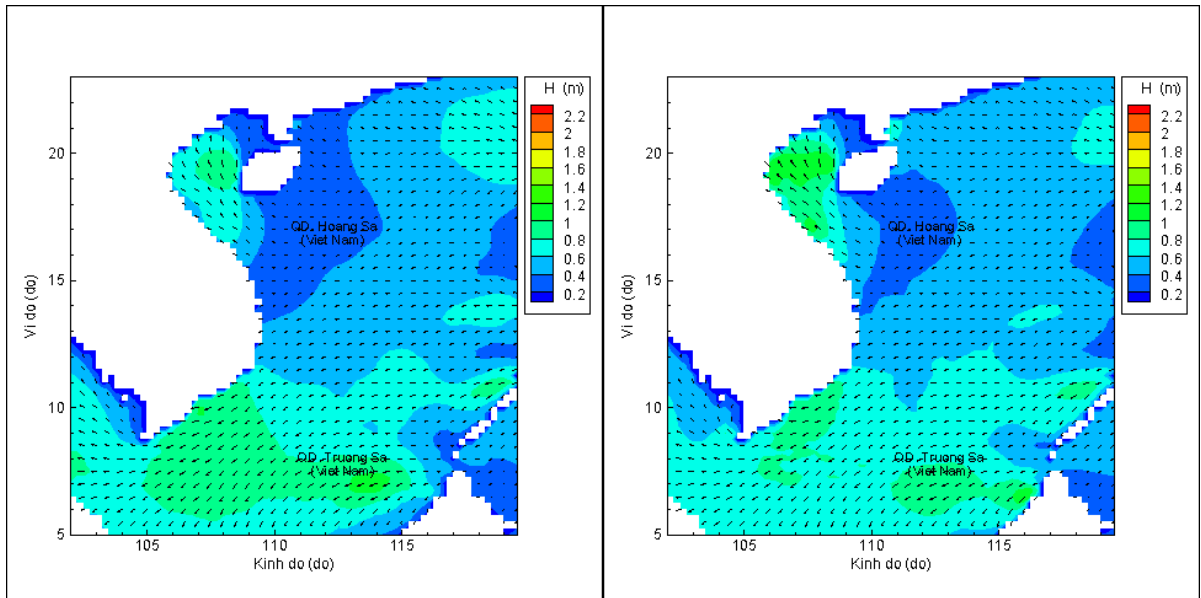 H (m)
2.2
2
1.8
1.6
1.4
1.2
1
0.8
0.6
0.4
0.2
20
15
10
5
Vi do (do)
QD. Hoang Sa
(Viet Nam)
QD. Truong Sa
(Viet Nam)
105
110
115
Kinh do (do)
H (m)
2.2
2
1.8
1.6
1.4
1.2
1
0.8
0.6
0.4
0.2
20
15
10
5
Vi do (do)
QD. Hoang Sa
(Viet Nam)
QD. Truong Sa
(Viet Nam)
105
110
115
Kinh do (do)